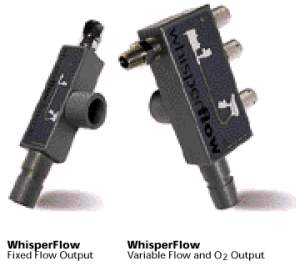 whisperflow
WhisperFlow
Fixed Flow Output
WhisperFlow
Variable Flow and O2 Output